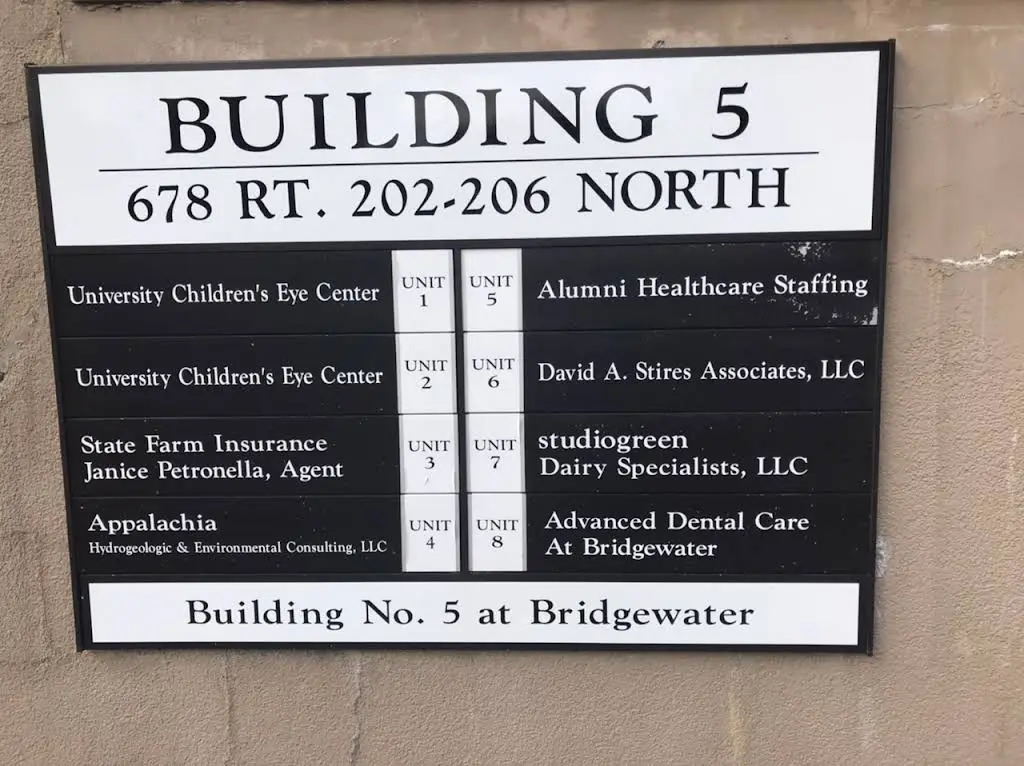 BUILDING 5
678 RT. 202-206 NORTH
University Children's Eye Center
UNIT
1
University Children's Eye Center
UNIT
2
State Farm Insurance
Janice Petronella, Agent
UNIT
3
Appalachia
Hydrogeologic & Environmental Consulting, LLC
UNIT
4
UNIT
5
Alumni Healthcare Staffing
UNIT
6
David A. Stires Associates, LLC
UNIT
7
studiogreen
Dairy Specialists, LLC
UNIT
8
Advanced Dental Care
At Bridgewater
Building No. 5 at Bridgewater